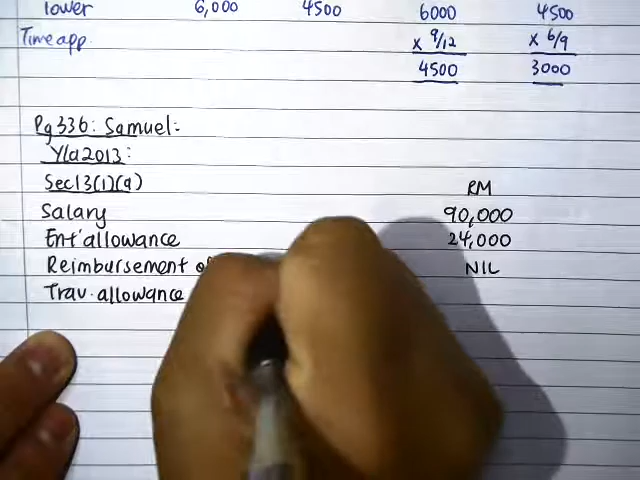 lower 6,000 4500 6000 4500
Time app. x 9/12 x 6/9
4500 3000
Pg 336: Samuel:
Y/a 2013:
Sec 13(1)(a) RM
Salary 90,000
Ent' allowance 24,000
Reimbursement NIL
Trav. allowance